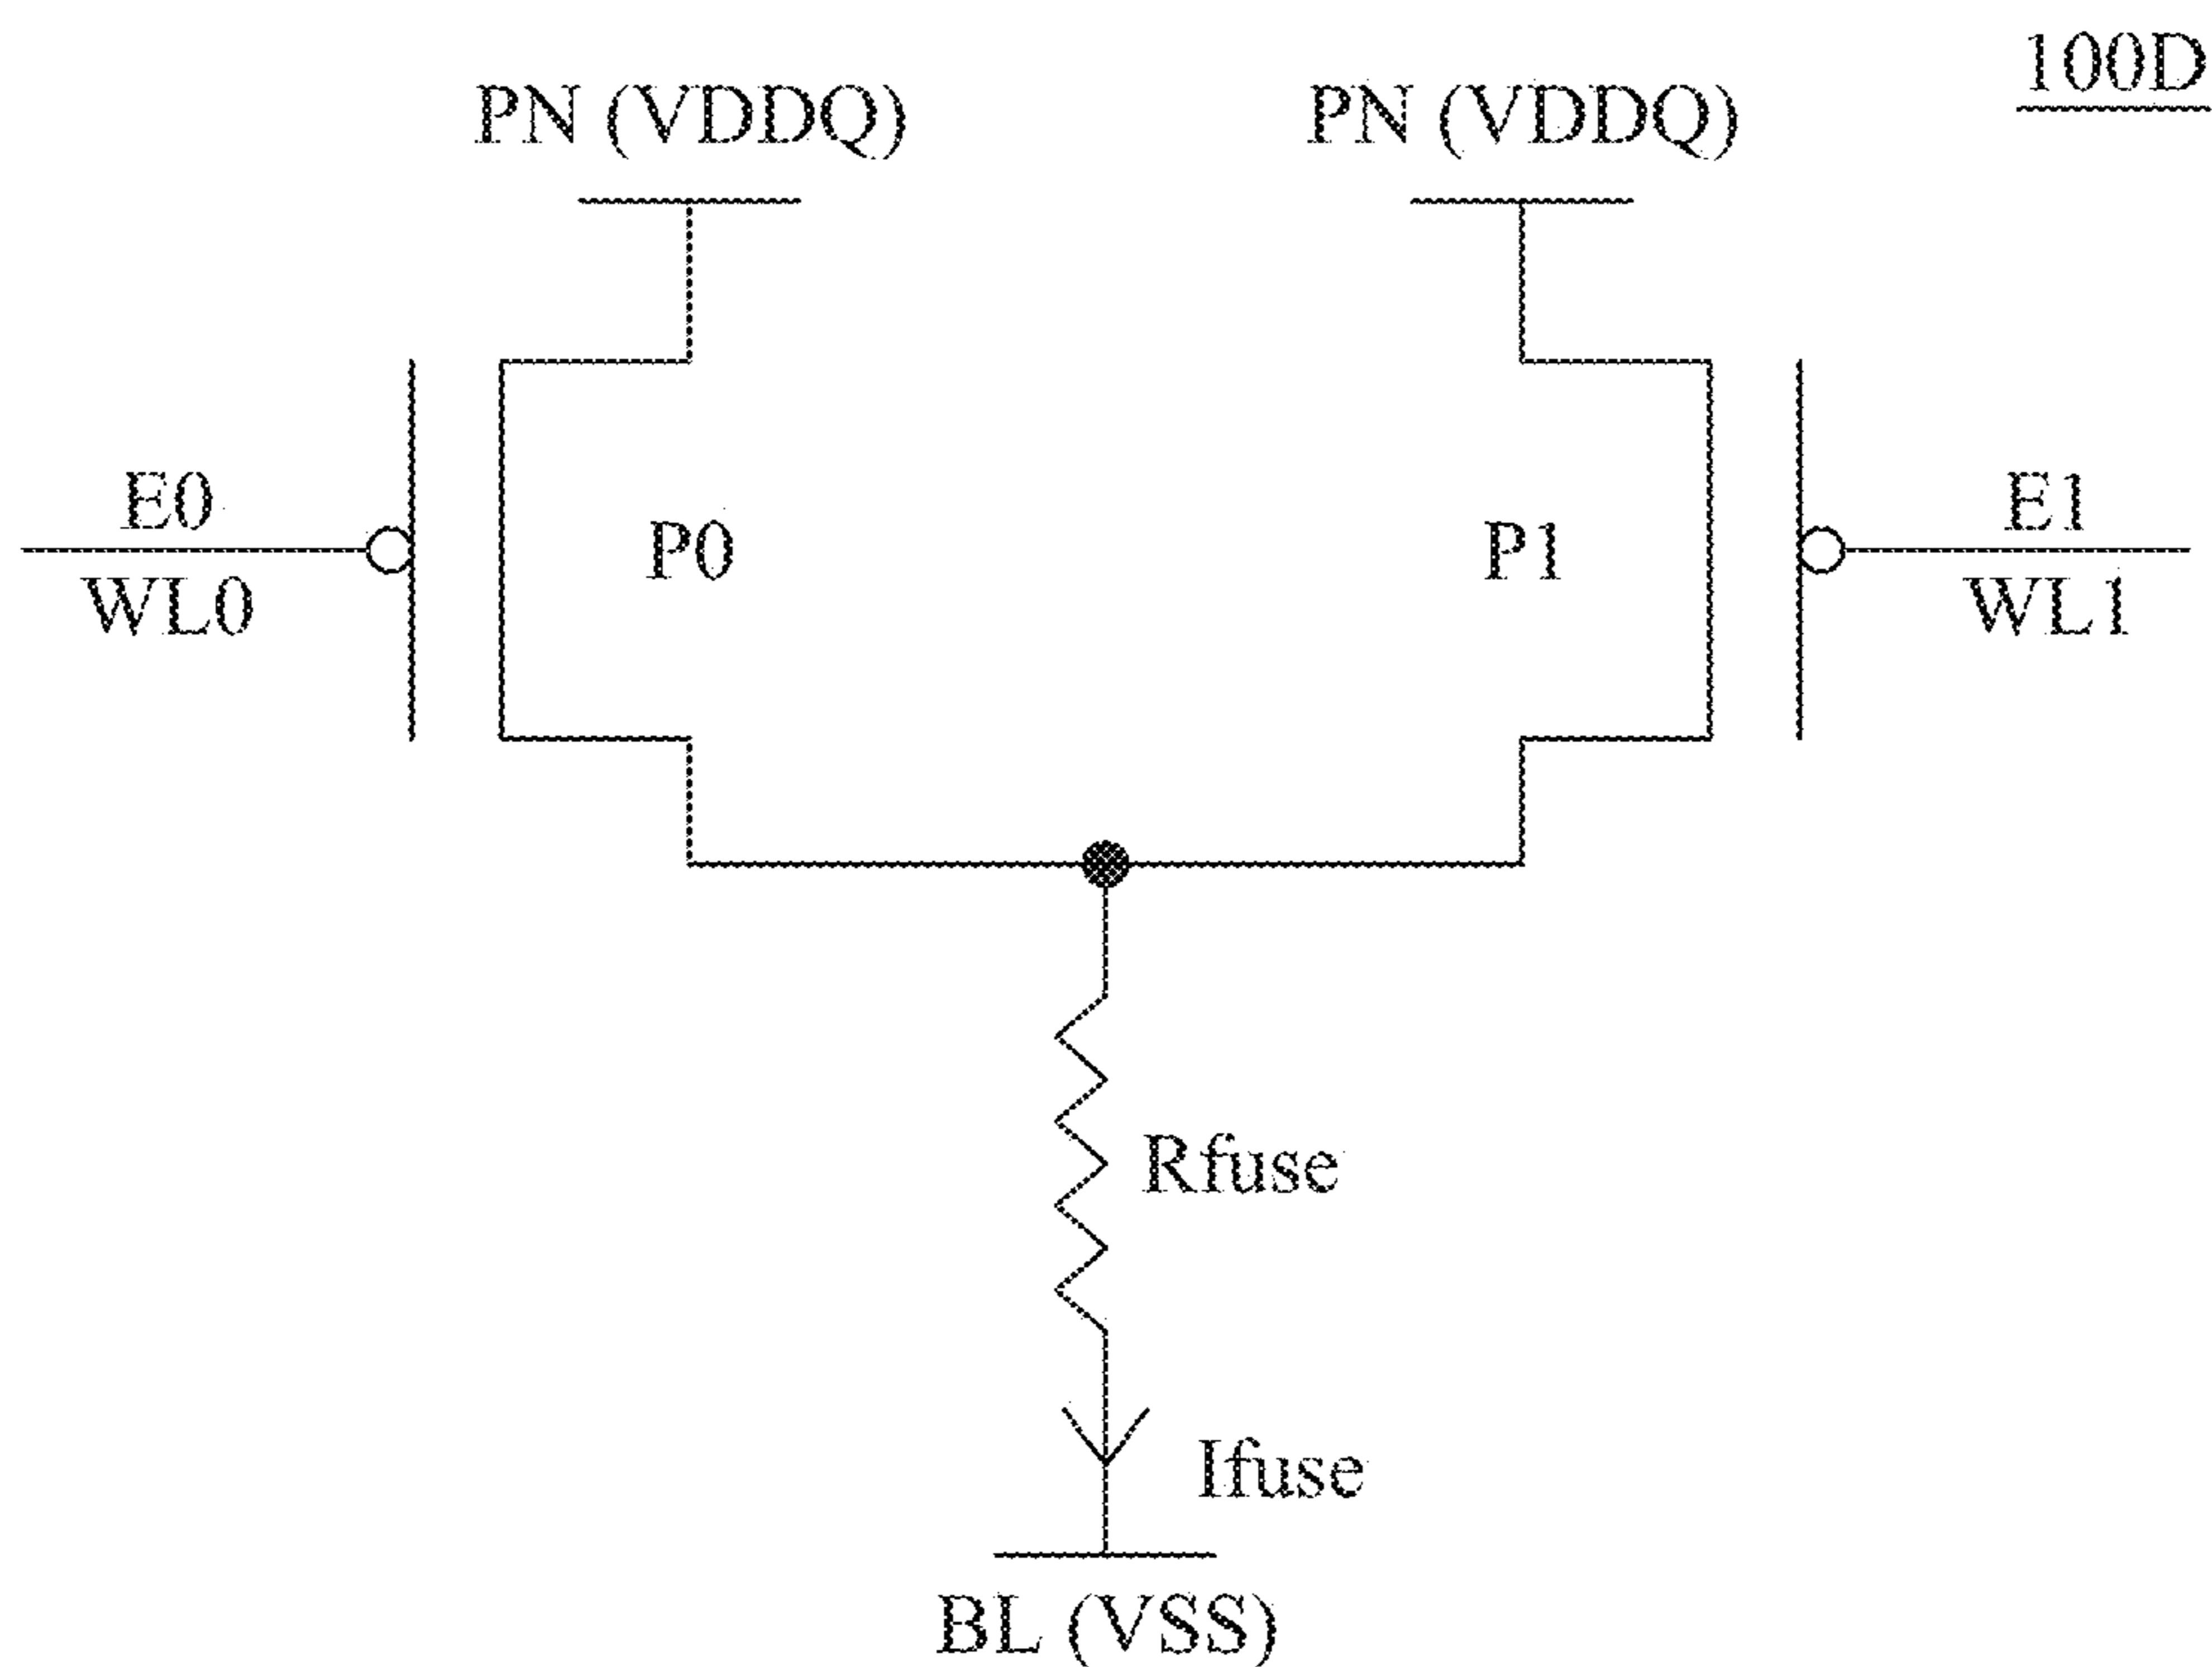 100D
PN (VDDQ)
PN (VDDQ)
E0
WL0
P0
P1
E1
WL1
Rfuse
Ifuse
BL (VSS)